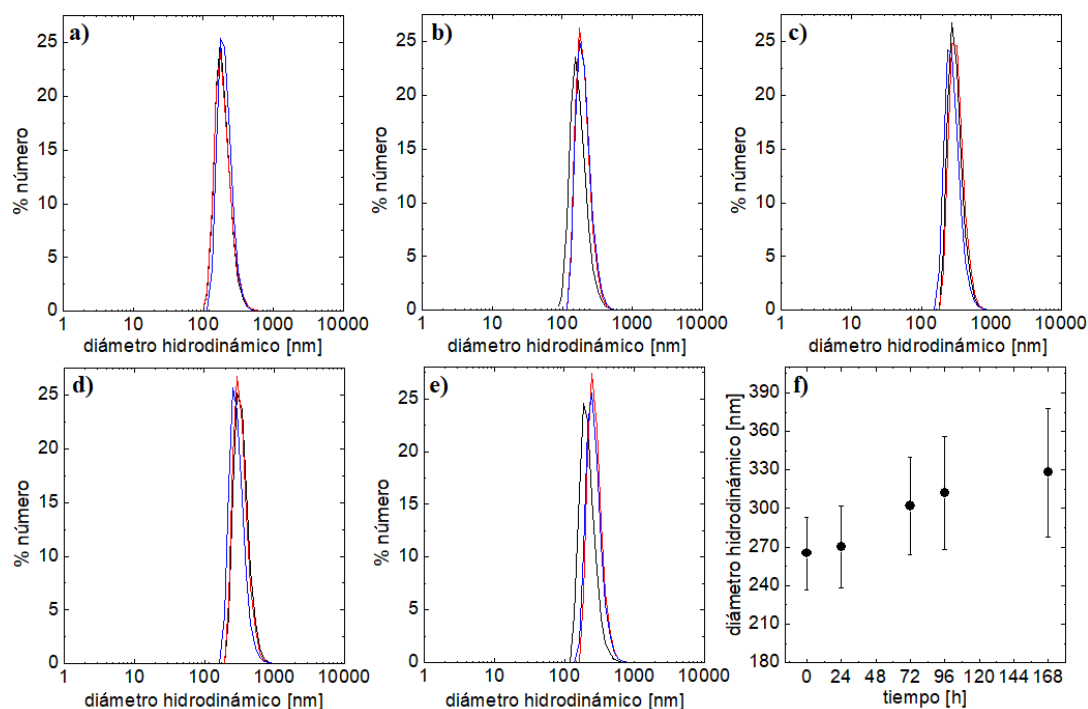 a)
25
20
15
10
5
0
% número
1 10 100 1000 10000
diámetro hidrodinámico [nm]
b)
25
20
15
10
5
0
% número
1 10 100 1000 10000
diámetro hidrodinámico [nm]
c)
25
20
15
10
5
0
% número
1 10 100 1000 10000
diámetro hidrodinámico [nm]
d)
25
20
15
10
5
0
% número
1 10 100 1000 10000
diámetro hidrodinámico [nm]
e)
25
20
15
10
5
0
% número
1 10 100 1000 10000
diámetro hidrodinámico [nm]
f)
390
360
330
300
270
240
210
180
diámetro hidrodinámico [nm]
0 24 48 72 96 120 144 168
tiempo [h]